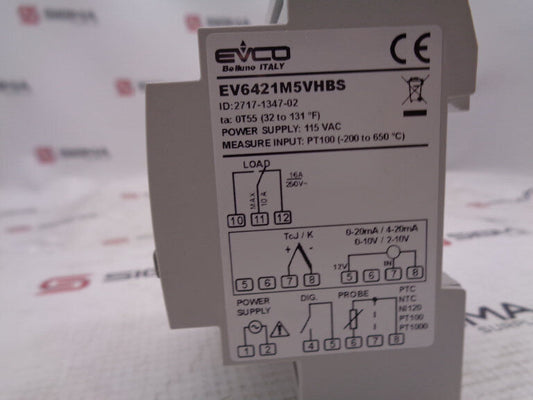 EVCO
Belluno ITALY
CE
EV6421M5VHBS
ID:2717-1347-02
ta: 0T55 (32 to 131 °F)
POWER SUPPLY: 115 VAC
MEASURE INPUT: PT100 (-200 to 650 °C)
LOAD
16A
250V~
MAX
10 A
10 11 12
TcJ / K
+ -
5 6 7 8
0-20mA / 4-20mA
0-10V / 2-10V
17V IN
5 6 7 8
POWER
SUPPLY
1 2
DIG.
4 5
PROBE
PTC
NTC
NI120
PT100
PT1000
6 7 8